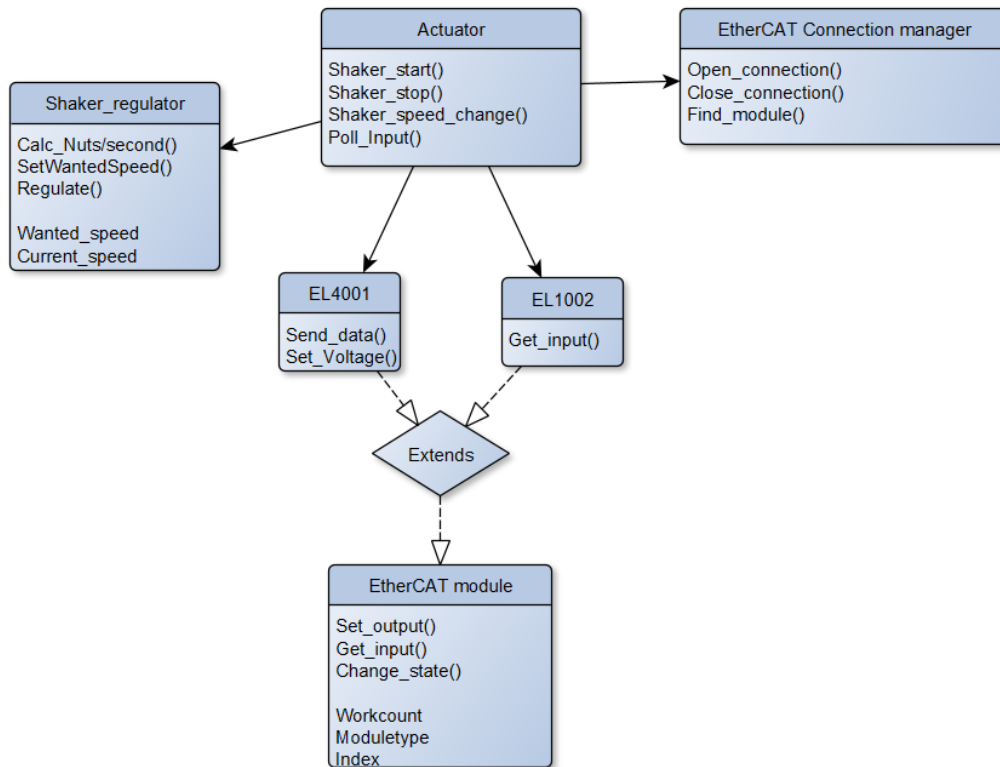 Actuator
Shaker_start()
Shaker_stop()
Shaker_speed_change()
Poll_Input()
EtherCAT Connection manager
Open_connection()
Close_connection()
Find_module()
Shaker_regulator
Calc_Nuts/second()
SetWantedSpeed()
Regulate()
Wanted_speed
Current_speed
EL4001
Send_data()
Set_Voltage()
EL1002
Get_input()
Extends
EtherCAT module
Set_output()
Get_input()
Change_state()
Workcount
Moduletype
Index